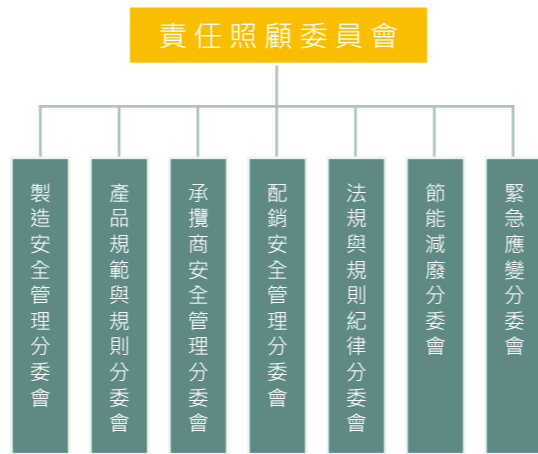 責任照顧委員會
製造安全管理分委會
產品規範與規則分委會
承攬商安全管理分委會
配銷安全管理分委會
法規與規則紀律分委會
節能減廢分委會
緊急應變分委會